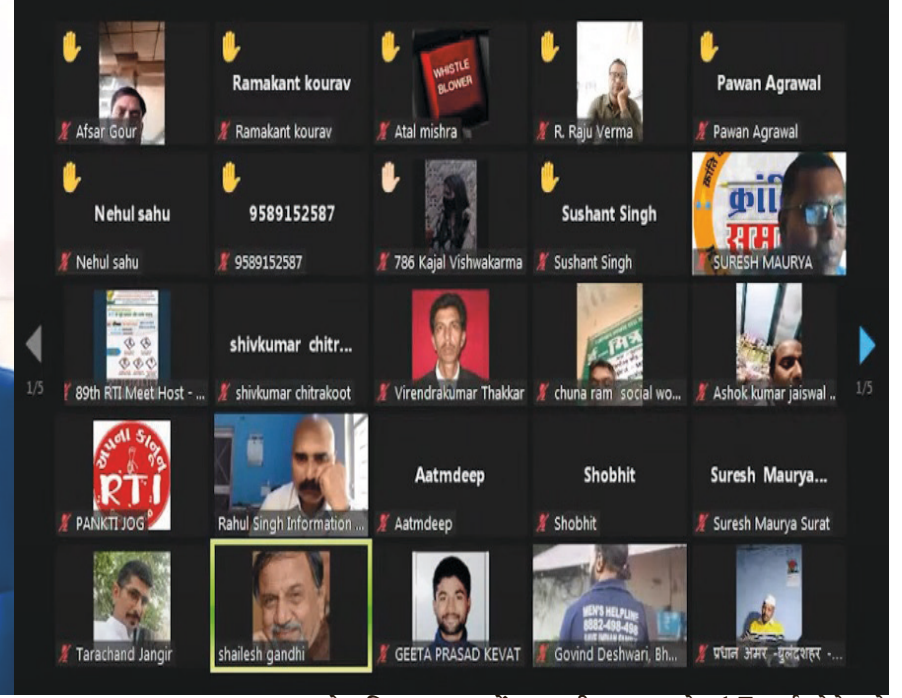 WHISTLE
BLOWER
Ramakant kourav
Pawan Agrawal
Afsar Gour
Ramakant kourav
Atal mishra
R. Raju Verma
Pawan Agrawal
Nehul sahu
9589152587
Sushant Singh
Nehul sahu
9589152587
786 Kajal Vishwakarma
Sushant Singh
SURESH MAURYA
shivkumar chitr...
1/5
1/5
89th RTI Meet Host - ...
shivkumar chitrakoot
Virendrakumar Thakkar
chuna ram social wo...
Ashok kumar jaiswal ..
RTI
Aatmdeep
Shobhit
Suresh Maurya...
PANKTI JOG
Rahul Singh Information ...
Aatmdeep
Shobhit
Suresh Maurya Surat
MEN'S HELPLINE
8882-498-498
Tarachand Jangir
shailesh gandhi
GEETA PRASAD KEVAT
Govind Deshwari, Bh...
प्रधान अमर -बुलंदशहर -...